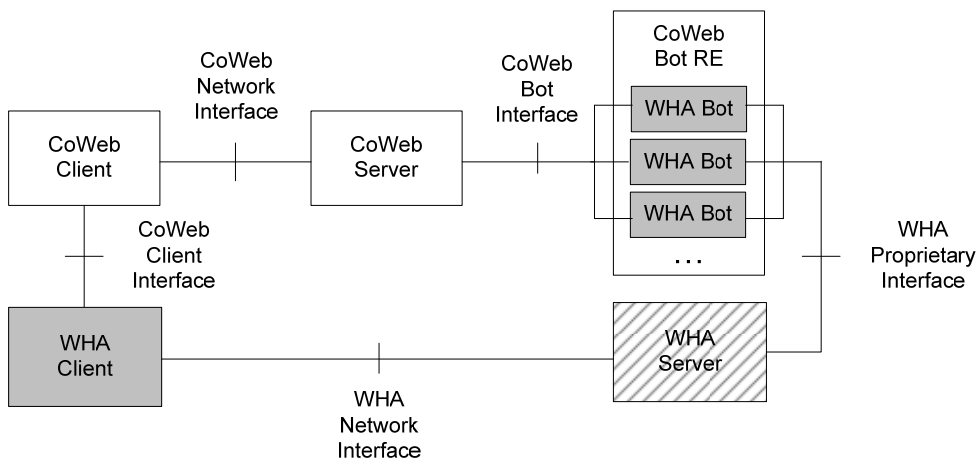 CoWeb
Bot RE
CoWeb
Network
Interface
CoWeb
Bot
Interface
WHA Bot
WHA Bot
WHA Bot
...
CoWeb
Client
CoWeb
Server
CoWeb
Client
Interface
WHA
Proprietary
Interface
WHA
Client
WHA
Server
WHA
Network
Interface